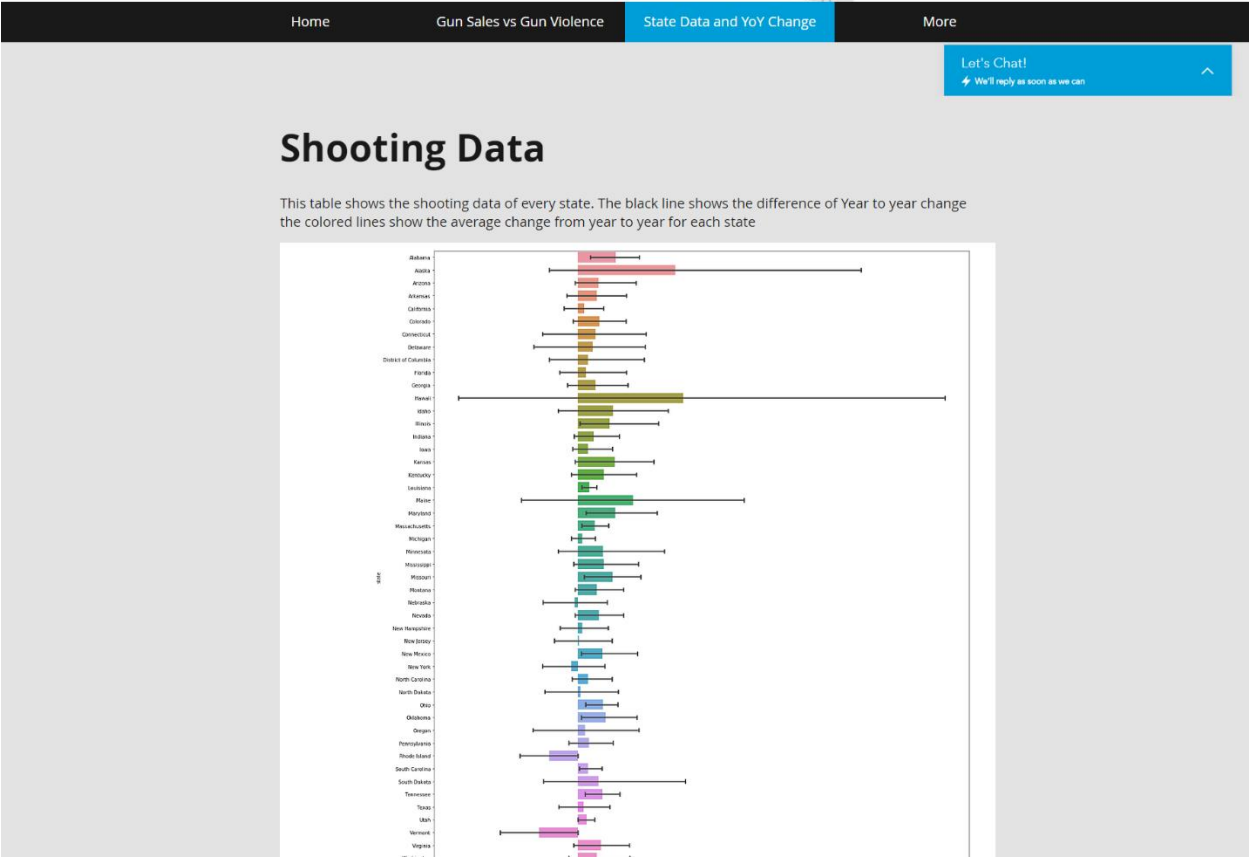 Home
Gun Sales vs Gun Violence
State Data and YoY Change
More
Let's Chat!
We'll reply as soon as we can
Shooting Data
This table shows the shooting data of every state. The black line shows the difference of Year to year change
the colored lines show the average change from year to year for each state
Alabama
Alaska
Arizona
Arkansas
California
Colorado
Connecticut
Delaware
District of Columbia
Florida
Georgia
Hawaii
Idaho
Illinois
Indiana
Iowa
Kansas
Kentucky
Louisiana
Maine
Maryland
Massachusetts
Michigan
Minnesota
Mississippi
state
Missouri
Montana
Nebraska
Nevada
New Hampshire
New Jersey
New Mexico
New York
North Carolina
North Dakota
Ohio
Oklahoma
Oregon
Pennsylvania
Rhode Island
South Carolina
South Dakota
Tennessee
Texas
Utah
Vermont
Virginia